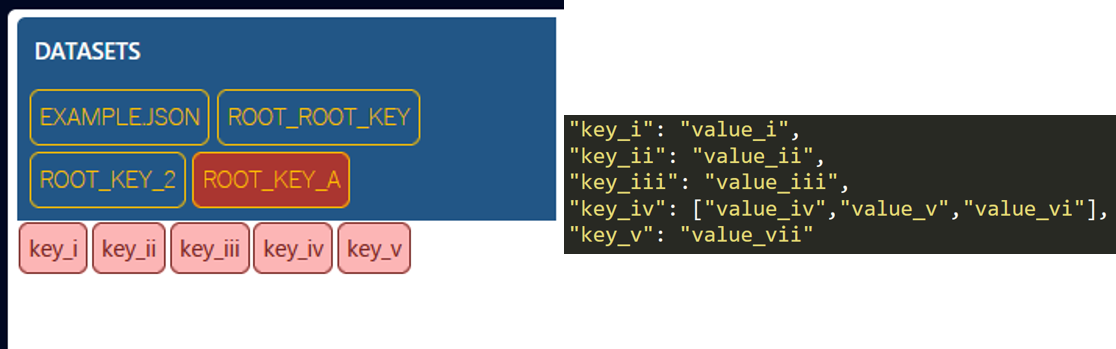 DATASETS
EXAMPLE.JSON ROOT_ROOT_KEY
ROOT_KEY_2 ROOT_KEY_A
key_i key_ii key_iii key_iv key_v
"key_i": "value_i",
"key_ii": "value_ii",
"key_iii": "value_iii",
"key_iv": ["value_iv","value_v","value_vi"],
"key_v": "value_vii"